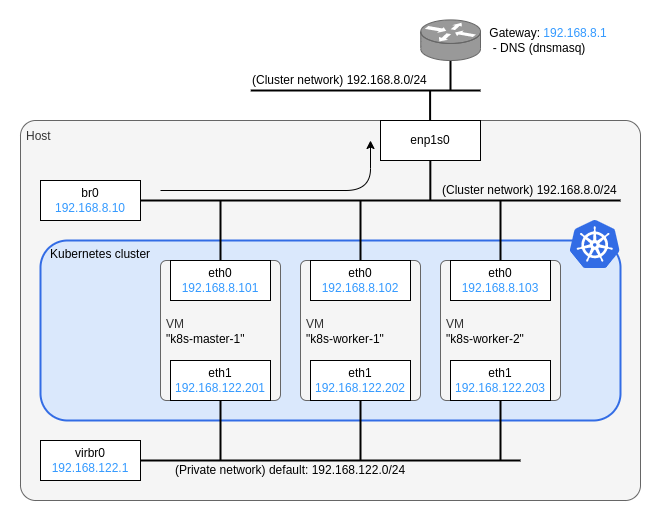 Gateway: 192.168.8.1
- DNS (dnsmasq)
(Cluster network) 192.168.8.0/24
Host
enp1s0
br0
192.168.8.10
(Cluster network) 192.168.8.0/24
Kubernetes cluster
eth0
192.168.8.101
eth0
192.168.8.102
eth0
192.168.8.103
VM
"k8s-master-1"
VM
"k8s-worker-1"
VM
"k8s-worker-2"
eth1
192.168.122.201
eth1
192.168.122.202
eth1
192.168.122.203
virbr0
192.168.122.1
(Private network) default: 192.168.122.0/24